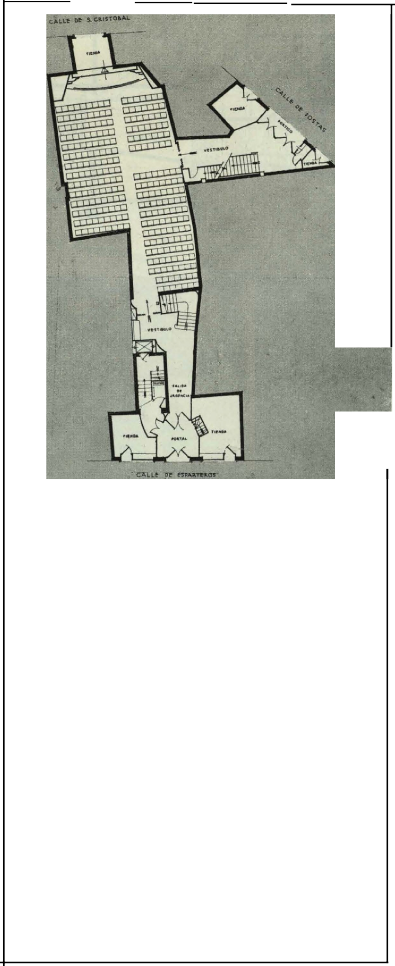 CALLE DE S. CRISTOBAL
TIENDA
TIENDA
CALLE DE POSTAS
PORTICO
VESTIBULO
TIENDA
VESTIBULO
SALIDA
DE
URGENCIA
TIENDA
PORTAL
TIENDA
CALLE DE ESPARTEROS